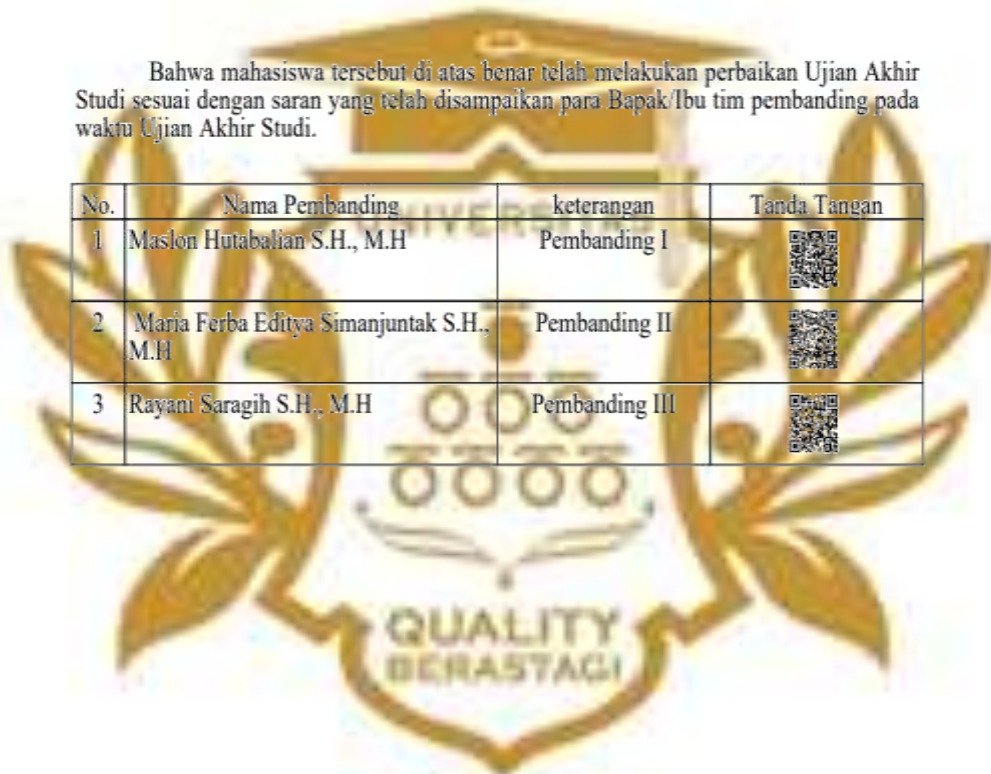 Bahwa mahasiswa tersebut di atas benar telah melakukan perbaikan Ujian Akhir
Studi sesuai dengan saran yang telah disampaikan para Bapak/Ibu tim pembanding pada
waktu Ujian Akhir Studi.
No. Nama Pembanding keterangan Tanda Tangan
UNIVERSITAS
1 Maslon Hutabalian S.H., M.H Pembanding I
2 Maria Ferba Editya Simanjuntak S.H., Pembanding II
M.H
3 Rayani Saragih S.H., M.H Pembanding III
QUALITY
BERASTAGI